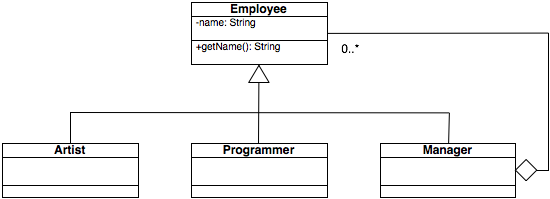 Employee
-name: String
+getName(): String
0..*
Artist
Programmer
Manager